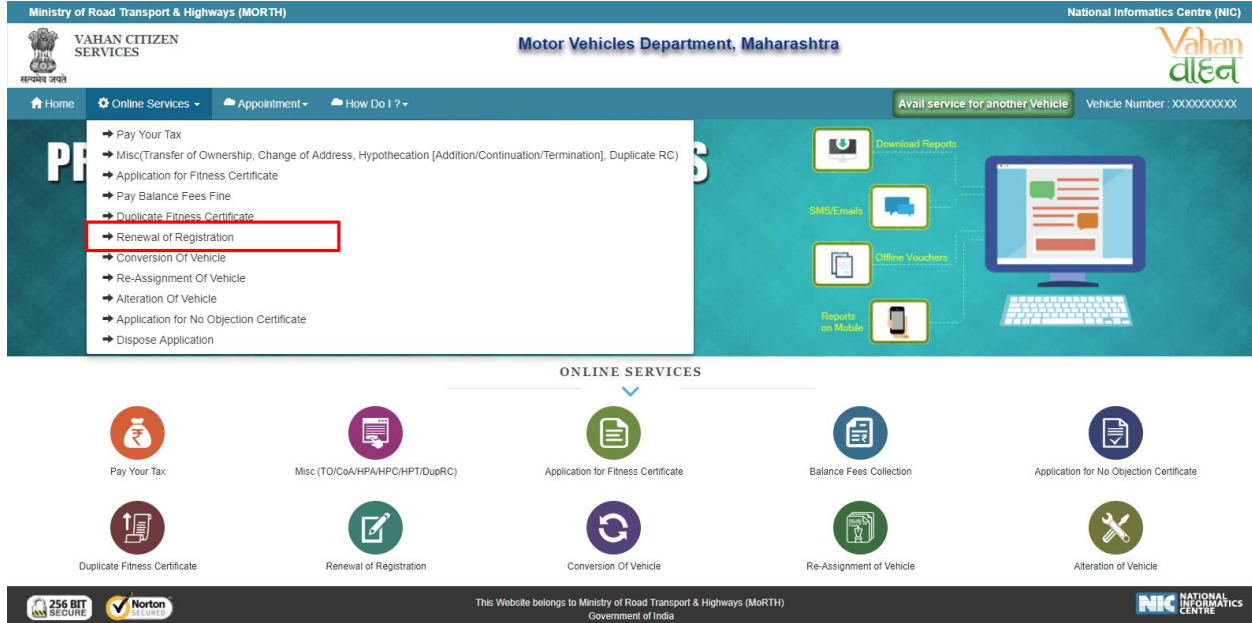 Ministry of Road Transport & Highways (MORTH)
National Informatics Centre (NIC)
सत्यमेव जयते
VAHAN CITIZEN
SERVICES
Motor Vehicles Department, Maharashtra
Vahan
वाहन
Home
Online Services
Appointment
How Do I ?
Avail service for another Vehicle
Vehicle Number : XXXXXXXXXX
Pay Your Tax
Misc(Transfer of Ownership, Change of Address, Hypothecation [Addition/Continuation/Termination], Duplicate RC)
Application for Fitness Certificate
Pay Balance Fees Fine
Duplicate Fitness Certificate
Renewal of Registration
Conversion Of Vehicle
Re-Assignment Of Vehicle
Alteration Of Vehicle
Application for No Objection Certificate
Dispose Application
Download Reports
SMS/Emails
Offline Vouchers
Reports
on Mobile
ONLINE SERVICES
Pay Your Tax
Misc (TO/CoA/HPA/HPC/HPT/DupRC)
Application for Fitness Certificate
Balance Fees Collection
Application for No Objection Certificate
Duplicate Fitness Certificate
Renewal of Registration
Conversion Of Vehicle
Re-Assignment of Vehicle
Alteration of Vehicle
256 BIT
SECURE
Norton
SECURED
This Website belongs to Ministry of Road Transport & Highways (MoRTH)
Government of India
NIC
NATIONAL
INFORMATICS
CENTRE